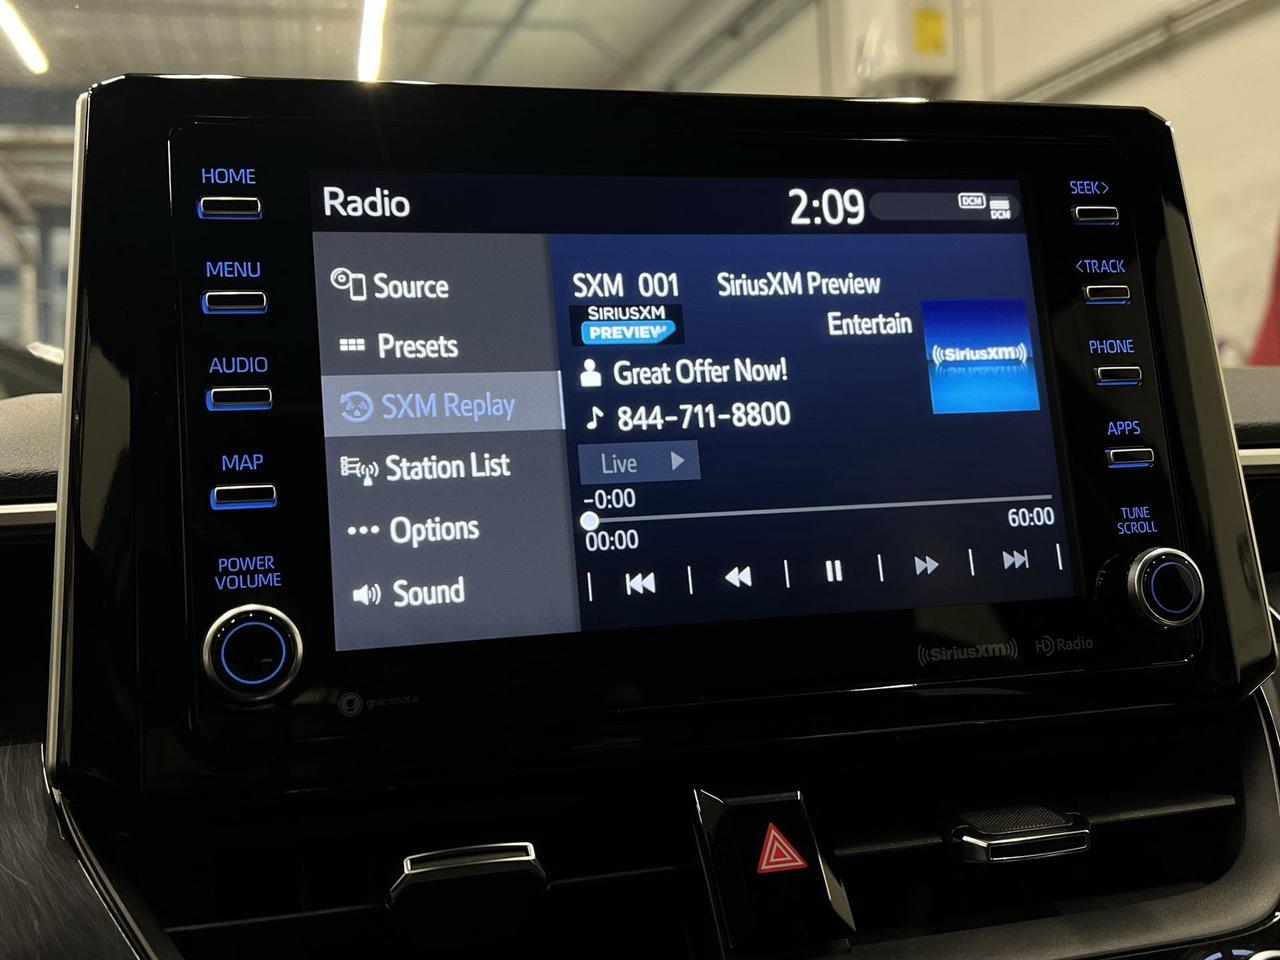 HOME
MENU
AUDIO
MAP
POWER
VOLUME
Radio
2:09
DCM
DCM
Source
Presets
SXM Replay
Station List
Options
Sound
SXM 001 SiriusXM Preview
SIRIUSXM
PREVIEW
Entertain
((SiriusXM))
Great Offer Now!
844-711-8800
Live
-0:00
00:00
60:00
SEEK>
<TRACK
PHONE
APPS
TUNE
SCROLL
((SiriusXM))
HD Radio
gracenote